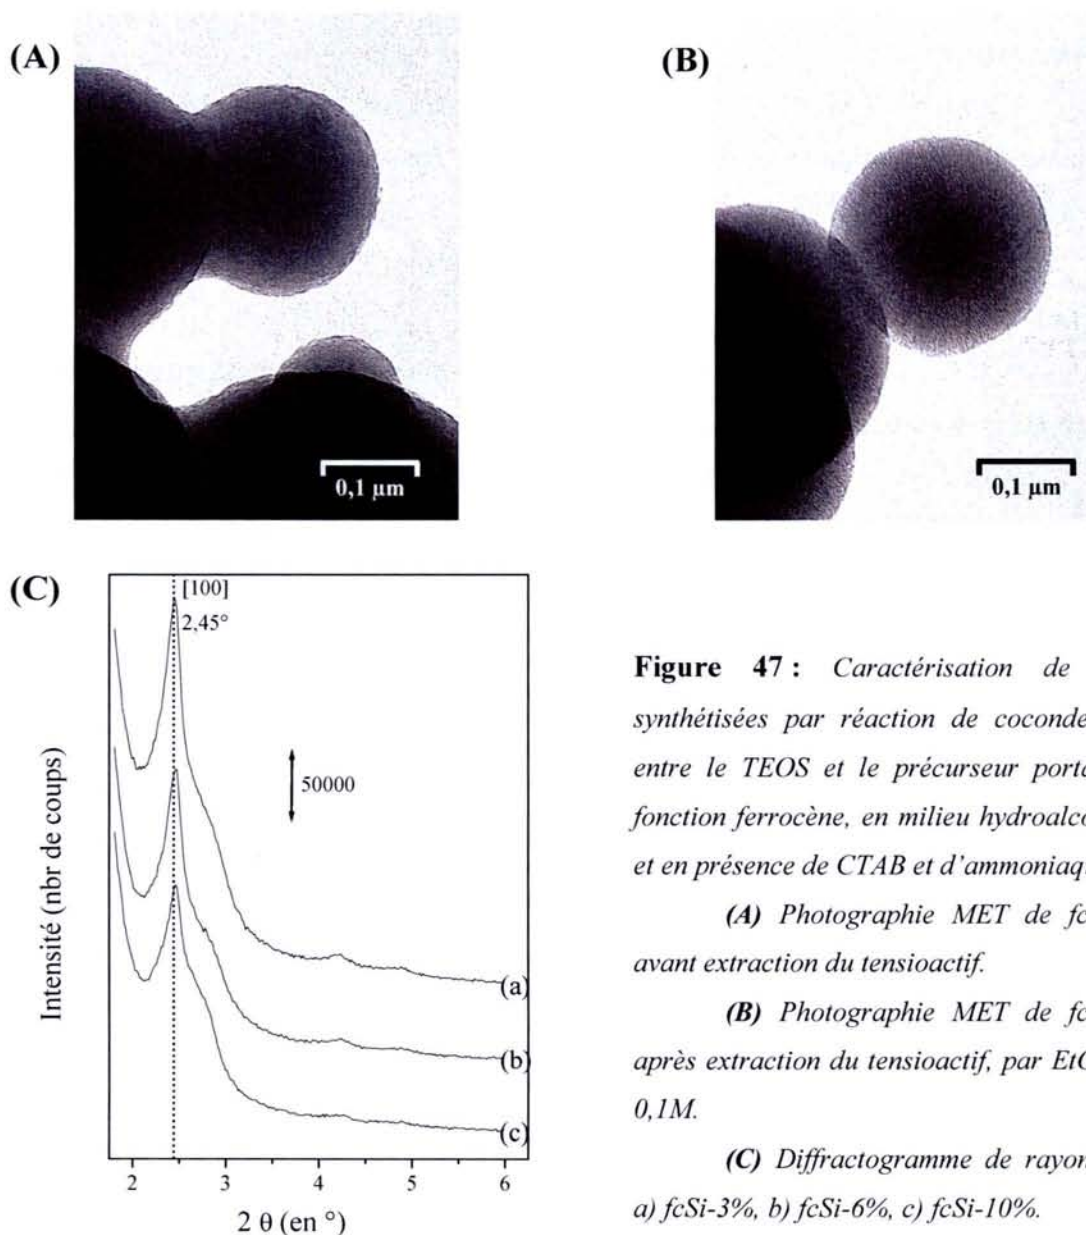 (A)
(B)
0,1 µm
0,1 µm
(C)
[100]
2,45°
50000
(a)
(b)
(c)
Intensité (nbr de coups)
2 3 4 5 6
2 θ (en °)
Figure 47 : Caractérisation de
synthétisées par réaction de coconde
entre le TEOS et le précurseur porta
fonction ferrocène, en milieu hydroalco
et en présence de CTAB et d'ammoniaq
(A) Photographie MET de fc
avant extraction du tensioactif.
(B) Photographie MET de fc
après extraction du tensioactif, par EtO
0,1M.
(C) Diffractogramme de rayon
a) fcSi-3%, b) fcSi-6%, c) fcSi-10%.